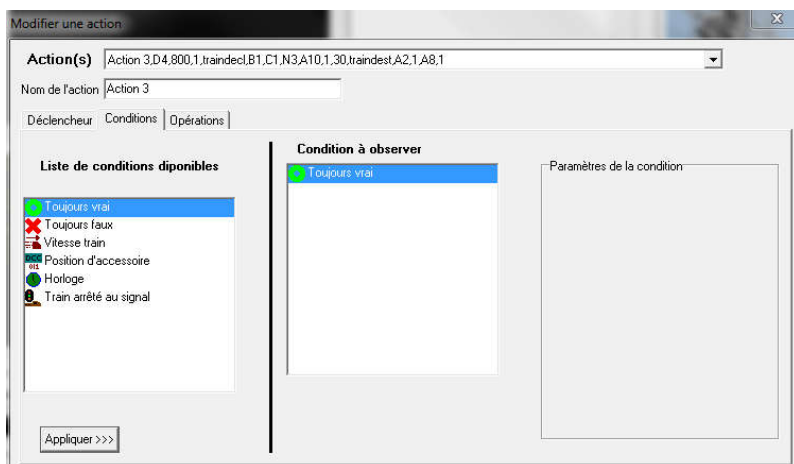 Modifier une action
Action(s) Action 3,D4,800,1,traindecl,B1,C1,N3,A10,1,30,traindest,A2,1,A8,1
Nom de l'action Action 3
Déclencheur Conditions Opérations
Liste de conditions diponibles
Toujours vrai
Toujours faux
Vitesse train
DCC
011
Position d'accessoire
Horloge
Train arrêté au signal
Appliquer >>>
Condition à observer
Toujours vrai
Paramètres de la condition